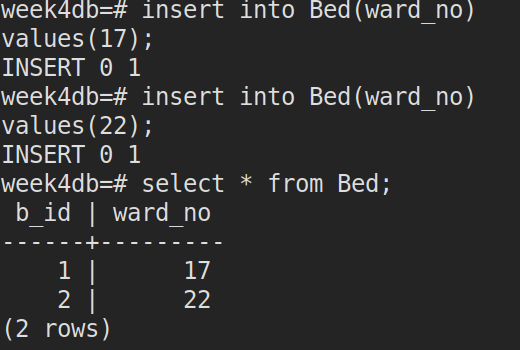 week4db=# insert into Bed(ward_no)
values(17);
INSERT 0 1
week4db=# insert into Bed(ward_no)
values(22);
INSERT 0 1
week4db=# select * from Bed;
 b_id | ward_no
------+---------
    1 |      17
    2 |      22
(2 rows)